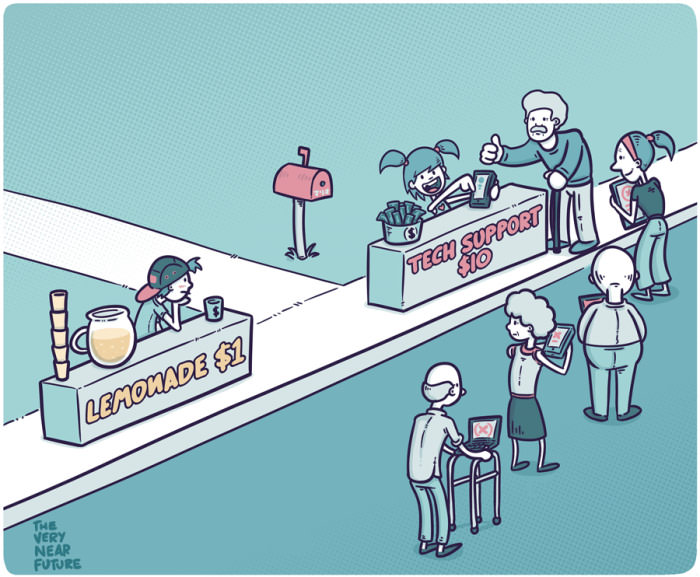 TECH SUPPORT
$10
$
LEMONADE $1
$
THE
VERY
NEAR
FUTURE